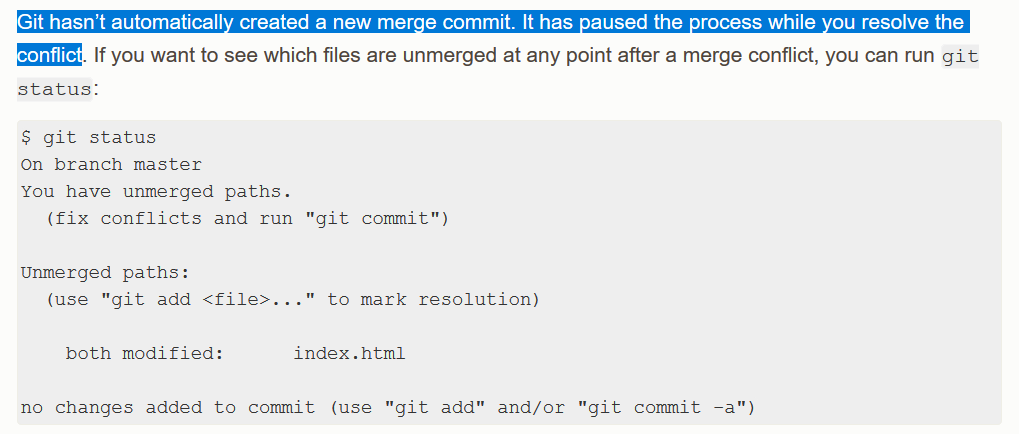 Git hasn’t automatically created a new merge commit. It has paused the process while you resolve the
conflict. If you want to see which files are unmerged at any point after a merge conflict, you can run git
status:
$ git status
On branch master
You have unmerged paths.
  (fix conflicts and run "git commit")
Unmerged paths:
  (use "git add <file>..." to mark resolution)
    both modified:      index.html
no changes added to commit (use "git add" and/or "git commit -a")